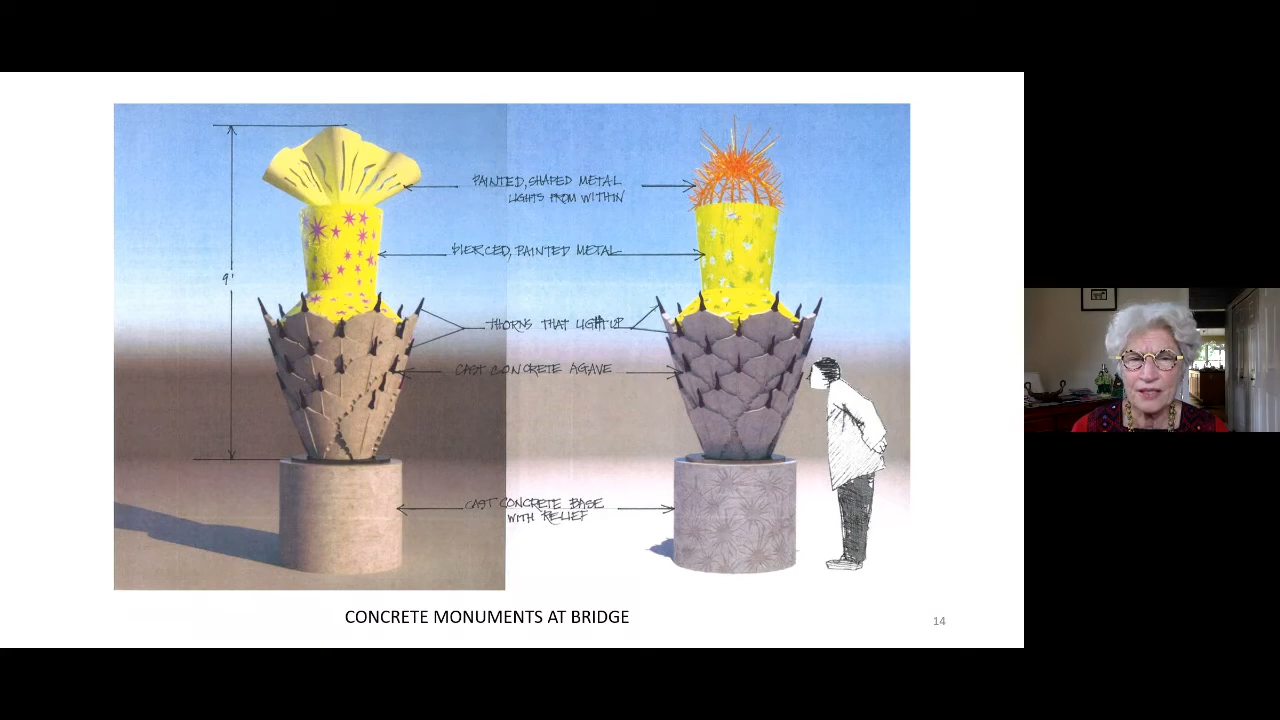 PAINTED, SHAPED METAL
LIGHTS FROM WITHIN
PIERCED, PAINTED METAL
9'
THORNS THAT LIGHT UP
CAST CONCRETE AGAVE
CAST CONCRETE BASE
WITH RELIEF
CONCRETE MONUMENTS AT BRIDGE
14